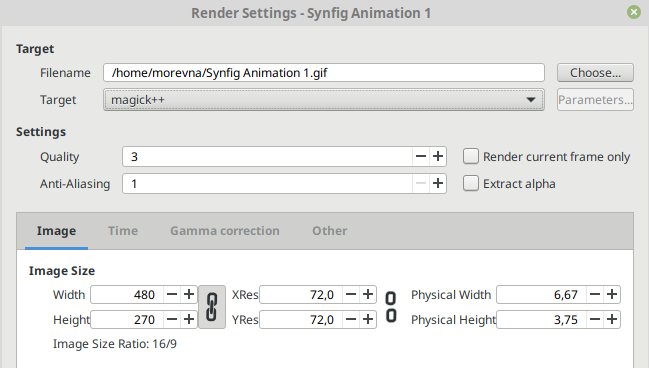 Render Settings - Synfig Animation 1
Target
Filename /home/morevna/Synfig Animation 1.gif Choose...
Target magick++ Parameters...
Settings
Quality 3 Render current frame only
Anti-Aliasing 1 Extract alpha
Image Time Gamma correction Other
Image Size
Width 480 XRes 72,0 Physical Width 6,67
Height 270 YRes 72,0 Physical Height 3,75
Image Size Ratio: 16/9